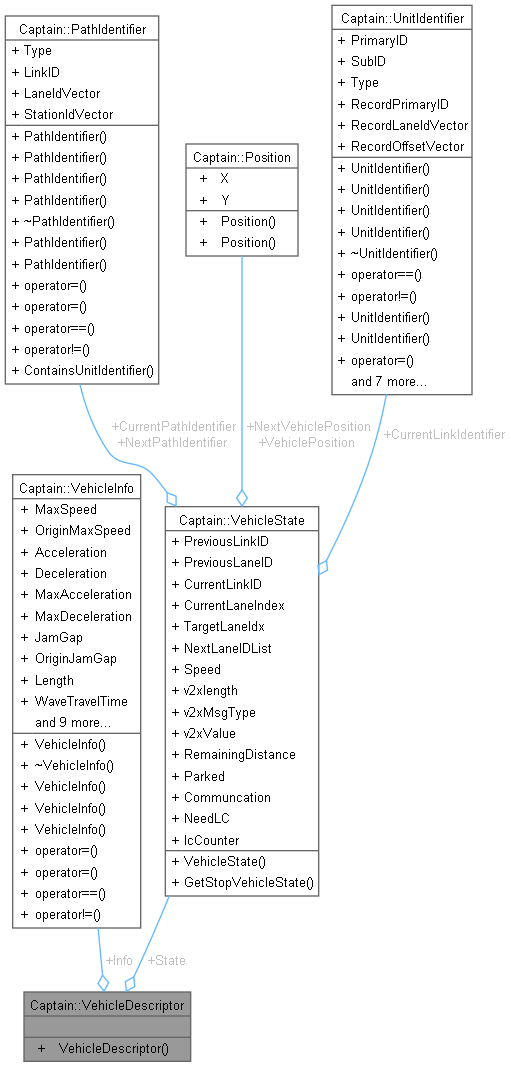 Captain::PathIdentifier
+ Type
+ LinkID
+ LaneIdVector
+ StationIdVector
+ PathIdentifier()
+ PathIdentifier()
+ PathIdentifier()
+ PathIdentifier()
+ ~PathIdentifier()
+ PathIdentifier()
+ PathIdentifier()
+ operator=()
+ operator=()
+ operator==()
+ operator!=()
+ ContainsUnitIdentifier()
Captain::Position
+ X
+ Y
+ Position()
+ Position()
Captain::UnitIdentifier
+ PrimaryID
+ SubID
+ Type
+ RecordPrimaryID
+ RecordLaneIdVector
+ RecordOffsetVector
+ UnitIdentifier()
+ UnitIdentifier()
+ UnitIdentifier()
+ UnitIdentifier()
+ ~UnitIdentifier()
+ operator==()
+ operator!=()
+ UnitIdentifier()
+ UnitIdentifier()
+ operator=()
and 7 more...
+CurrentPathIdentifier
+NextPathIdentifier
+NextVehiclePosition
+VehiclePosition
+CurrentLinkIdentifier
Captain::VehicleInfo
+ MaxSpeed
+ OriginMaxSpeed
+ Acceleration
+ Deceleration
+ MaxAcceleration
+ MaxDeceleration
+ JamGap
+ OriginJamGap
+ Length
+ WaveTravelTime
and 9 more...
+ VehicleInfo()
+ ~VehicleInfo()
+ VehicleInfo()
+ VehicleInfo()
+ VehicleInfo()
+ operator=()
+ operator=()
+ operator==()
+ operator!=()
Captain::VehicleState
+ PreviousLinkID
+ PreviousLaneID
+ CurrentLinkID
+ CurrentLaneIndex
+ TargetLaneIdx
+ NextLaneIDList
+ Speed
+ v2xlength
+ v2xMsgType
+ v2xValue
+ RemainingDistance
+ Parked
+ Communcation
+ NeedLC
+ lcCounter
+ VehicleState()
+ GetStopVehicleState()
+Info
+State
Captain::VehicleDescriptor
+ VehicleDescriptor()